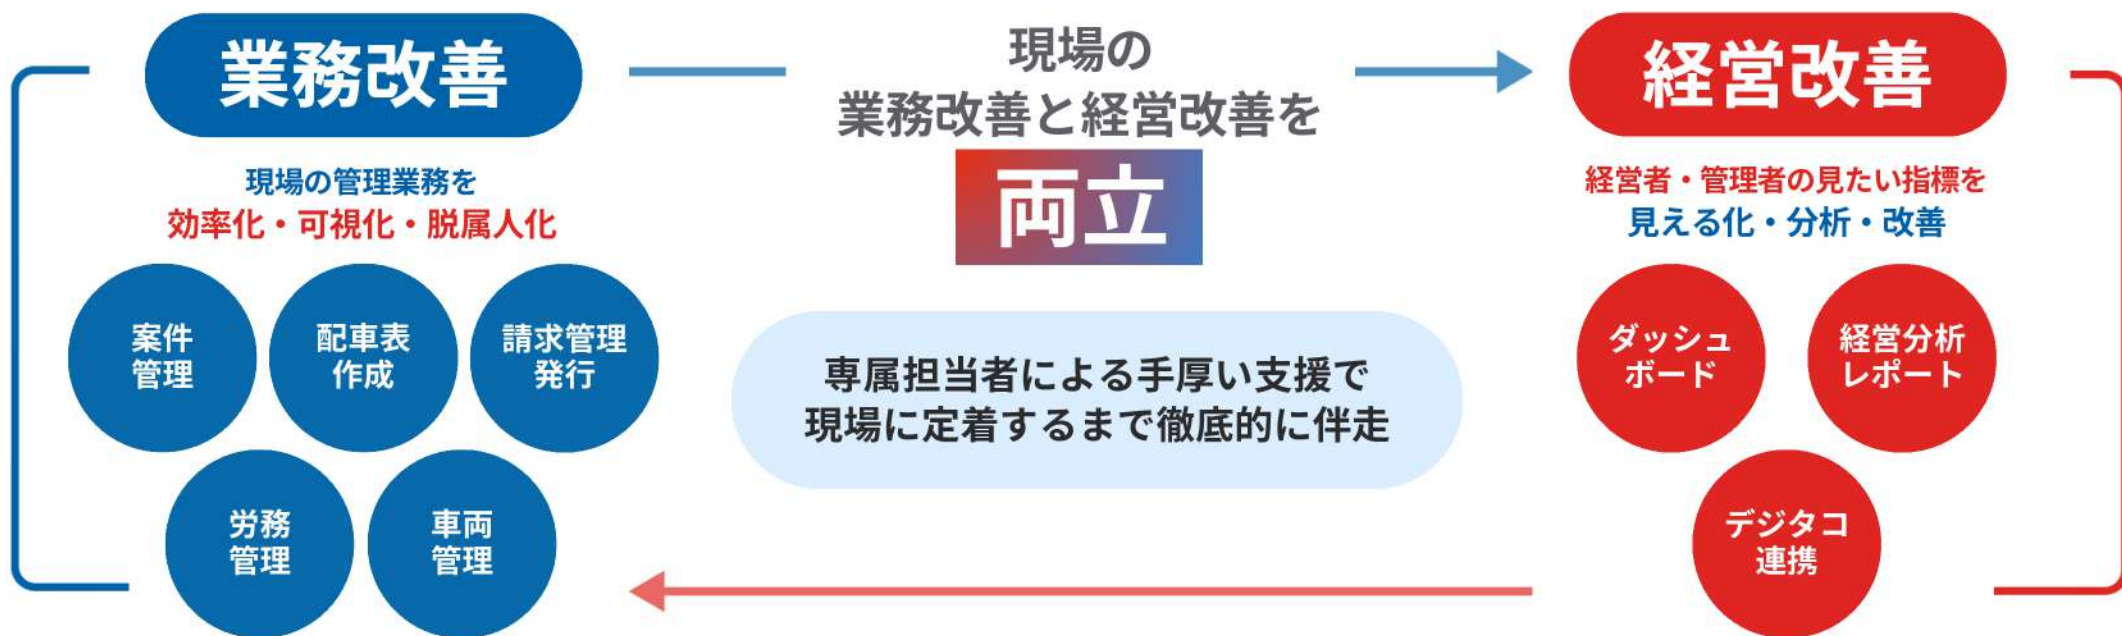 業務改善
現場の管理業務を
効率化・可視化・脱属人化
案件
管理
配車表
作成
請求管理
発行
労務
管理
車両
管理
現場の
業務改善と経営改善を
両立
専属担当者による手厚い支援で
現場に定着するまで徹底的に伴走
経営改善
経営者・管理者の見たい指標を
見える化・分析・改善
ダッシュ
ボード
経営分析
レポート
デジタコ
連携